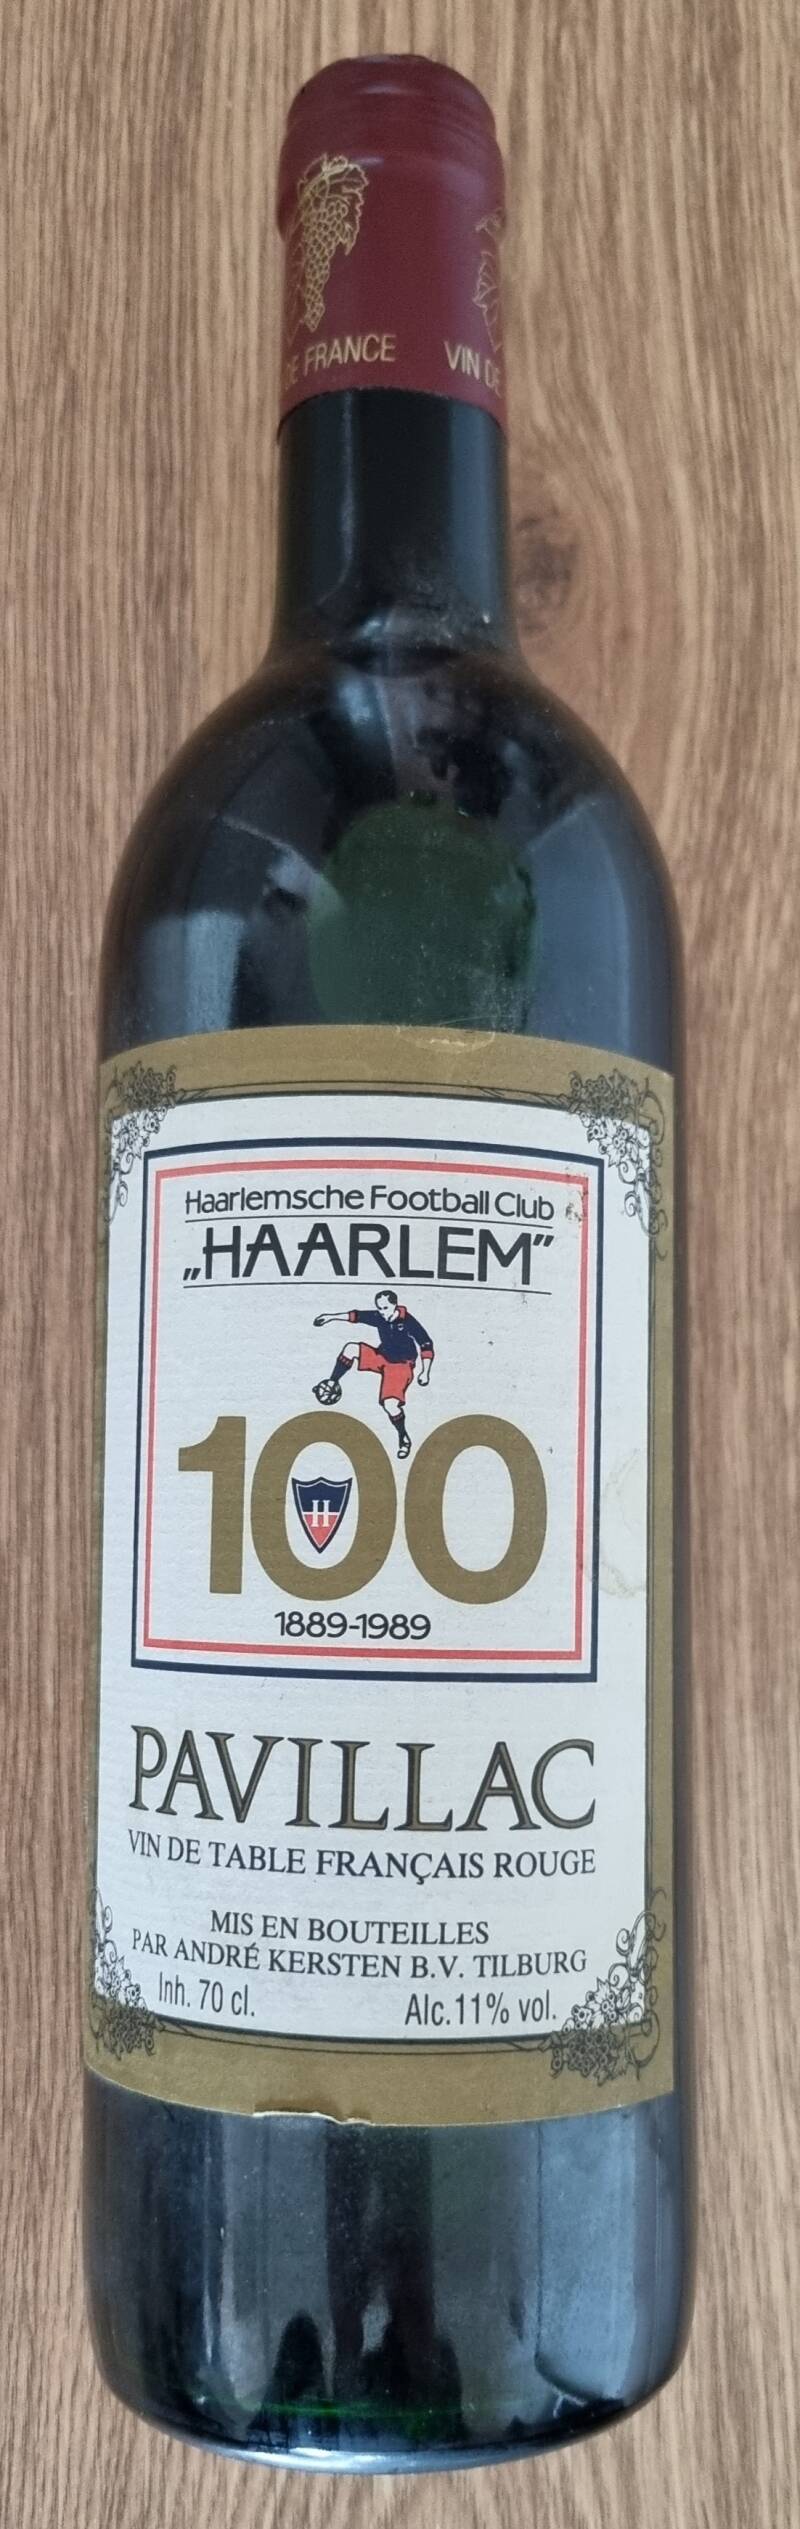 DE FRANCE VIN DE
Haarlemsche Football Club
„HAARLEM”
100
H
1889-1989
PAVILLAC
VIN DE TABLE FRANÇAIS ROUGE
MIS EN BOUTEILLES
PAR ANDRÉ KERSTEN B.V. TILBURG
Inh. 70 cl. Alc. 11% vol.